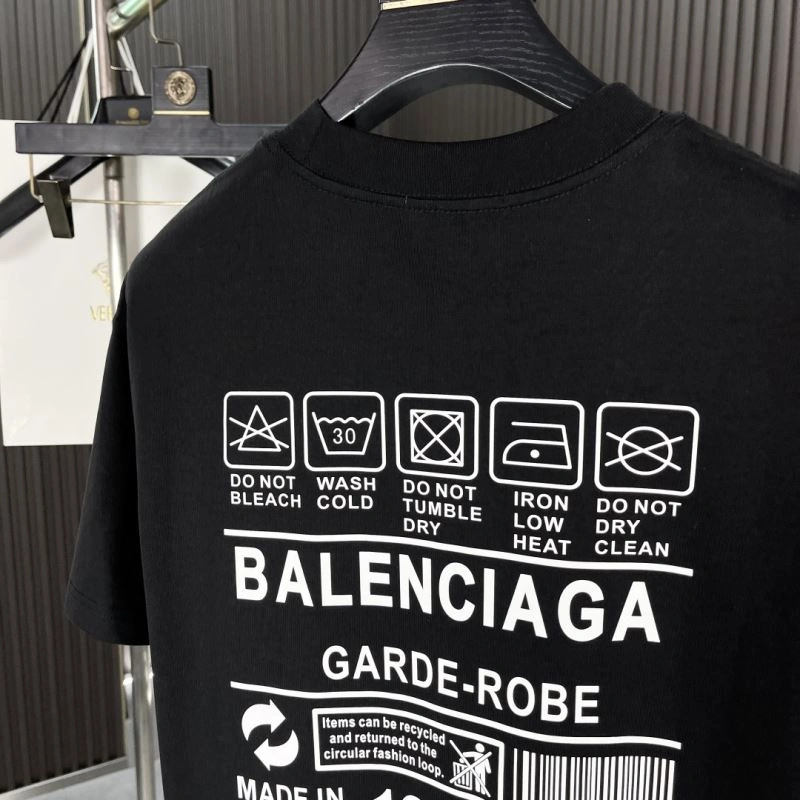 30
DO NOT
BLEACH
WASH
COLD
DO NOT
TUMBLE
DRY
IRON
LOW
HEAT
DO NOT
DRY
CLEAN
BALENCIAGA
GARDE-ROBE
Items can be recycled
and returned to the
circular fashion loop.
MADE IN